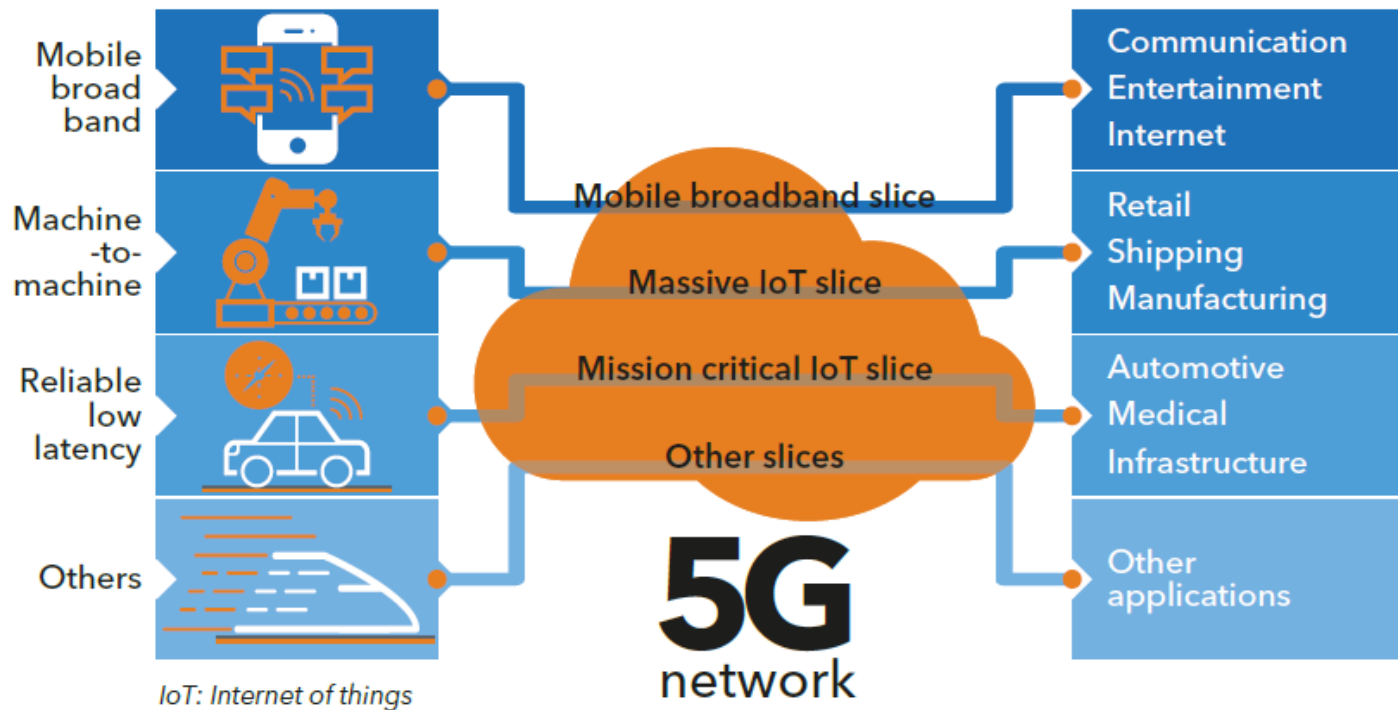 Mobile
broad
band
Machine
-to-
machine
Reliable
low
latency
Others
Mobile broadband slice
Massive IoT slice
Mission critical IoT slice
Other slices
5G
network
Communication
Entertainment
Internet
Retail
Shipping
Manufacturing
Automotive
Medical
Infrastructure
Other
applications
IoT: Internet of things